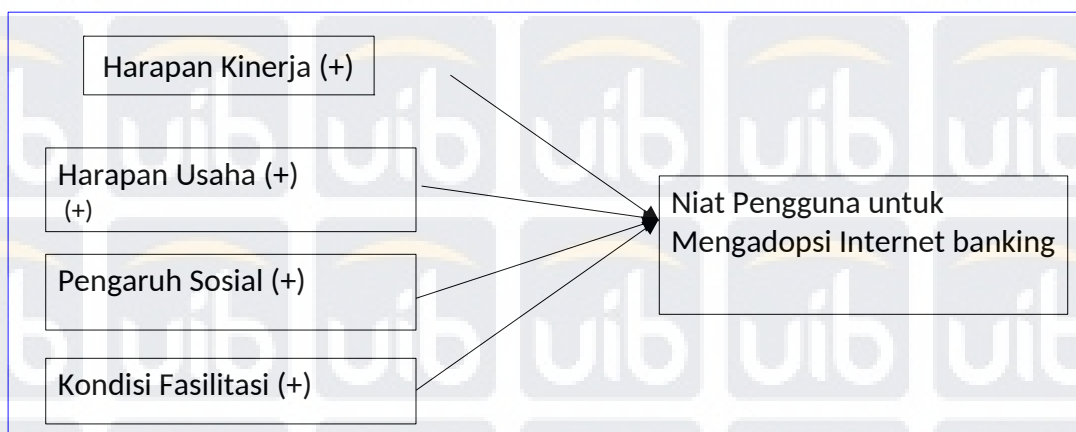 Harapan Kinerja (+)
Harapan Usaha (+)
(+)
Pengaruh Sosial (+)
Kondisi Fasilitasi (+)
Niat Pengguna untuk
Mengadopsi Internet banking